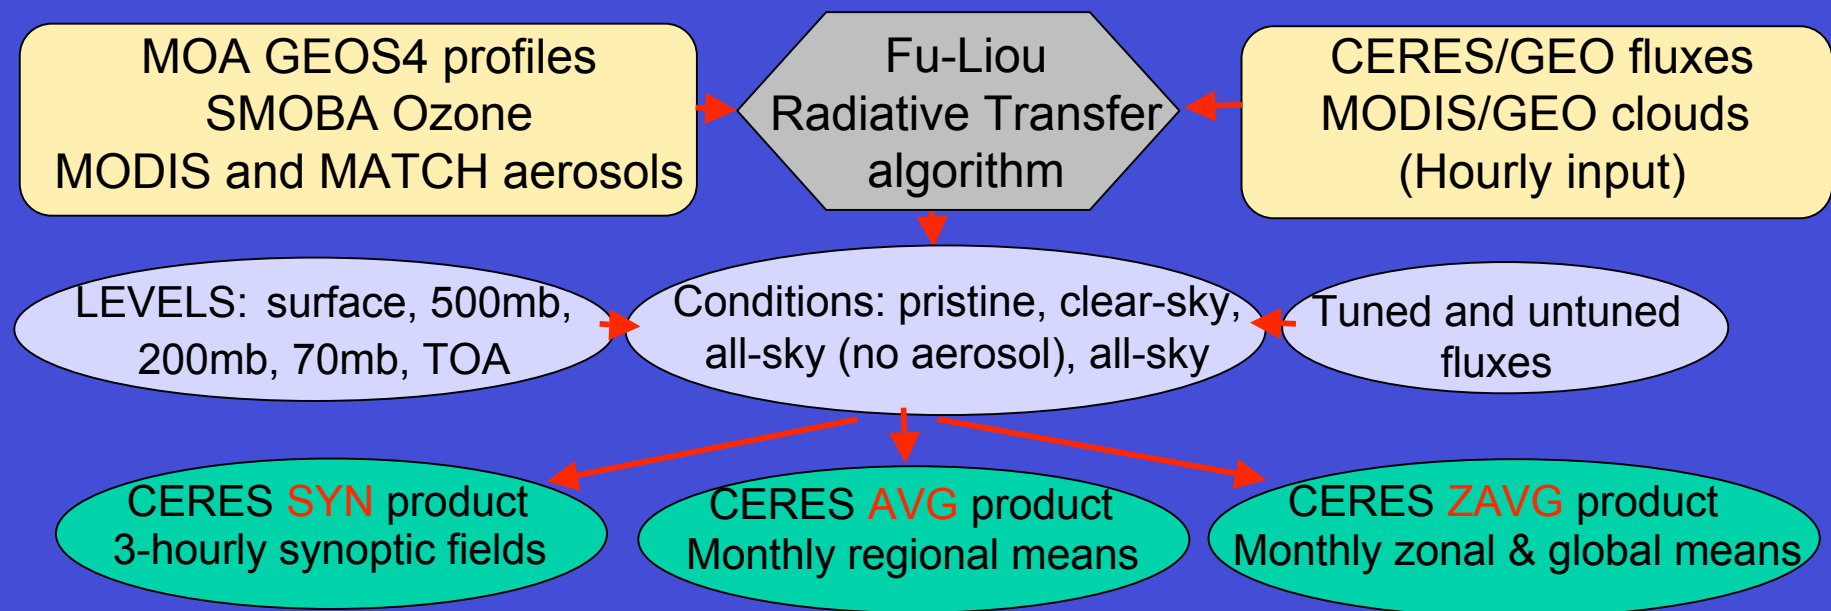 MOA GEOS4 profiles
SMOBA Ozone
MODIS and MATCH aerosols
Fu-Liou
Radiative Transfer
algorithm
CERES/GEO fluxes
MODIS/GEO clouds
(Hourly input)
LEVELS: surface, 500mb,
200mb, 70mb, TOA
Conditions: pristine, clear-sky,
all-sky (no aerosol), all-sky
Tuned and untuned
fluxes
CERES SYN product
3-hourly synoptic fields
CERES AVG product
Monthly regional means
CERES ZAVG product
Monthly zonal & global means